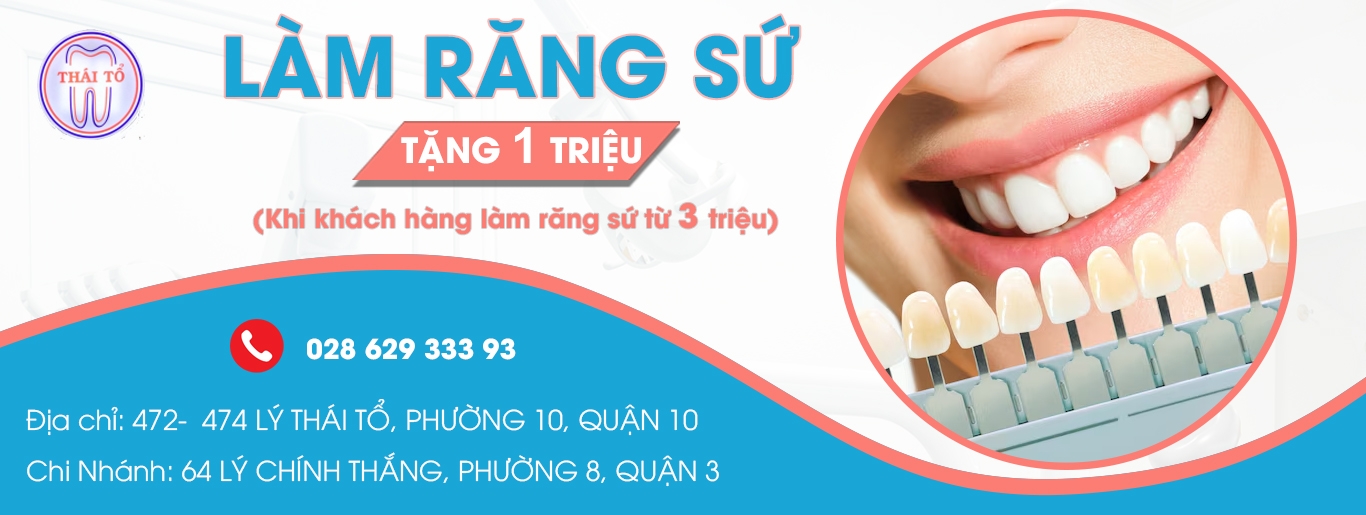 THÁI TỔ
LÀM RĂNG SỨ
TẶNG 1 TRIỆU
(Khi khách hàng làm răng sứ từ 3 triệu)
028 629 333 93
Địa chỉ: 472- 474 LÝ THÁI TỔ, PHƯỜNG 10, QUẬN 10
Chi Nhánh: 64 LÝ CHÍNH THẮNG, PHƯỜNG 8, QUẬN 3